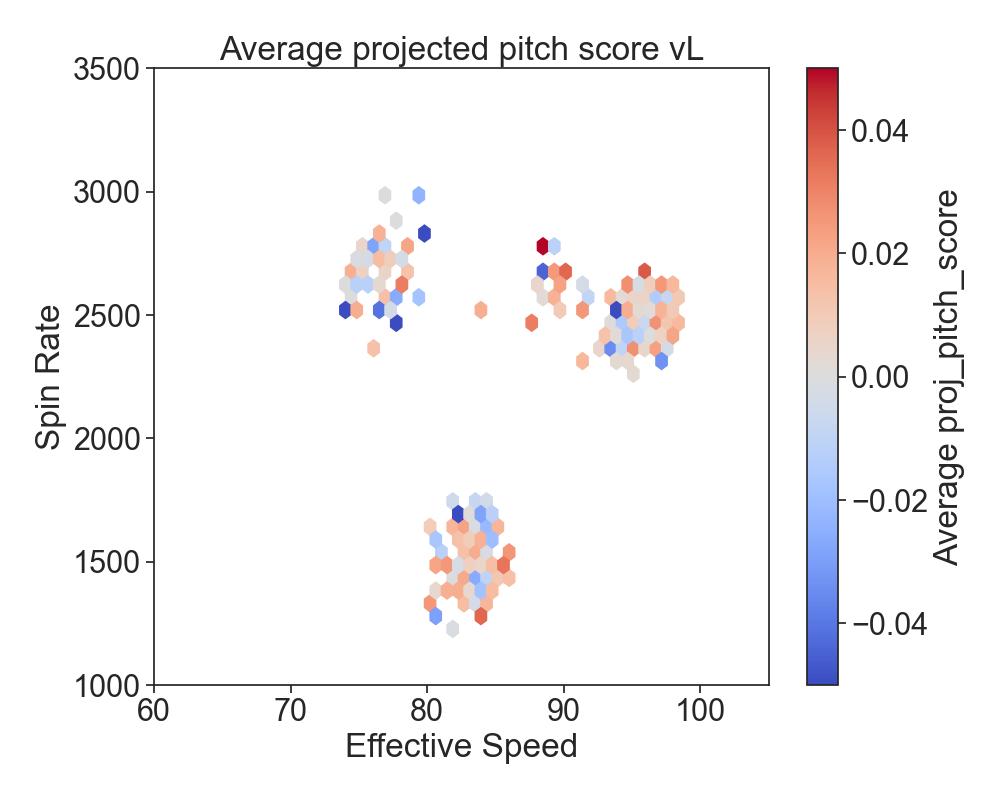 Average projected pitch score vL
3500
3000
2500
2000
1500
1000
Spin Rate
60 70 80 90 100
Effective Speed
0.04
0.02
0.00
−0.02
−0.04
Average proj_pitch_score